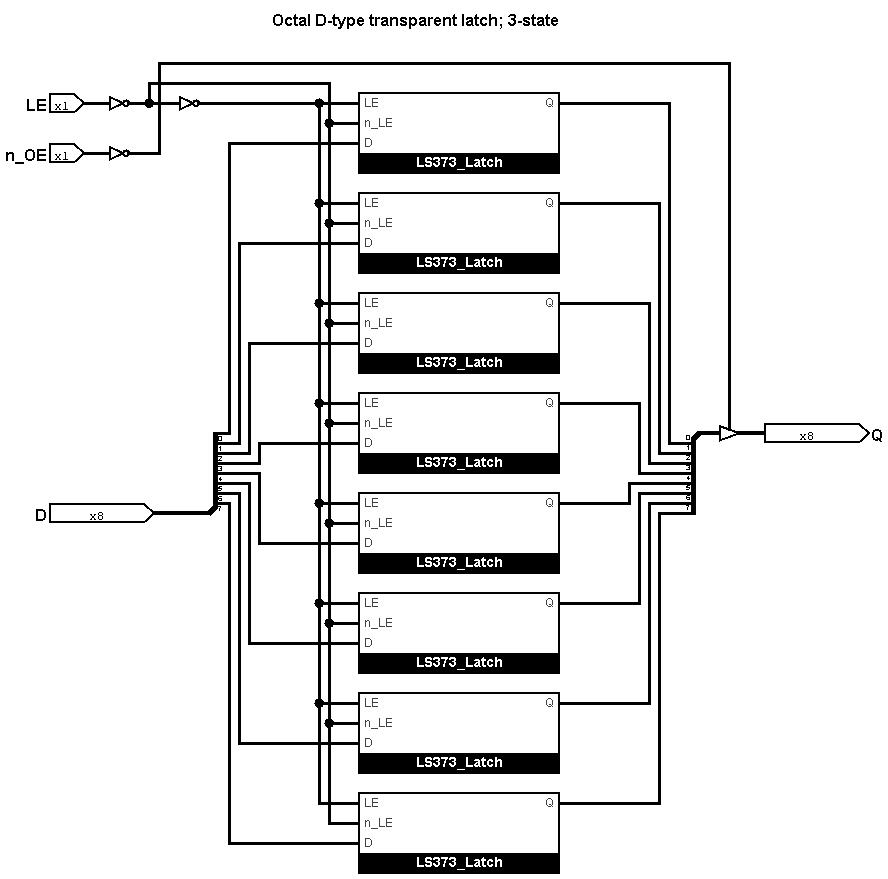 Octal D-type transparent latch; 3-state
LE x1
n_OE x1
LE Q
n_LE
D
LS373_Latch
LE Q
n_LE
D
LS373_Latch
LE Q
n_LE
D
LS373_Latch
LE Q
n_LE
D
LS373_Latch
0
1
2
3
4
5
6
7
0
1
2
3
4
5
6
7
x8 Q
D x8
LE Q
n_LE
D
LS373_Latch
LE Q
n_LE
D
LS373_Latch
LE Q
n_LE
D
LS373_Latch
LE Q
n_LE
D
LS373_Latch